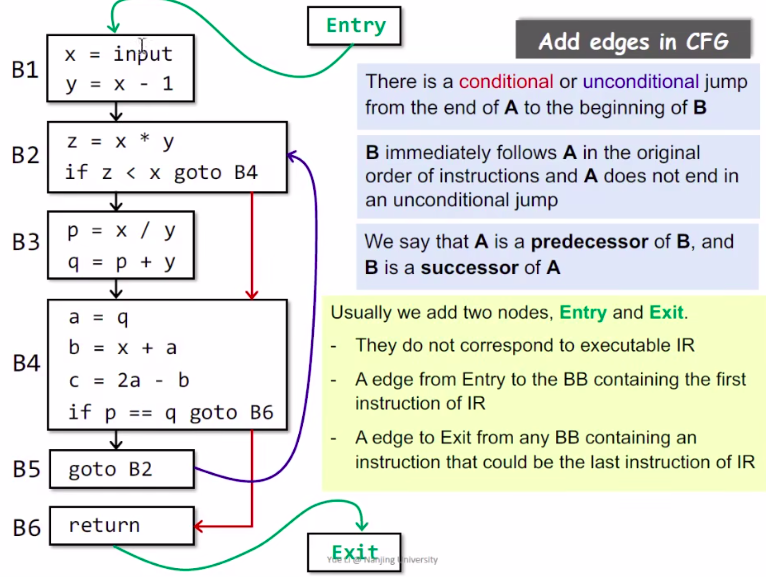 Entry
Add edges in CFG
B1
x = input
y = x - 1
There is a conditional or unconditional jump
from the end of A to the beginning of B
B2
z = x * y
if z < x goto B4
B immediately follows A in the original
order of instructions and A does not end in
an unconditional jump
B3
p = x / y
q = p + y
We say that A is a predecessor of B, and
B is a successor of A
B4
a = q
b = x + a
c = 2a - b
if p == q goto B6
Usually we add two nodes, Entry and Exit.
- They do not correspond to executable IR
- A edge from Entry to the BB containing the first
instruction of IR
- A edge to Exit from any BB containing an
instruction that could be the last instruction of IR
B5
goto B2
B6
return
Exit
Yue Li @ Nanjing University